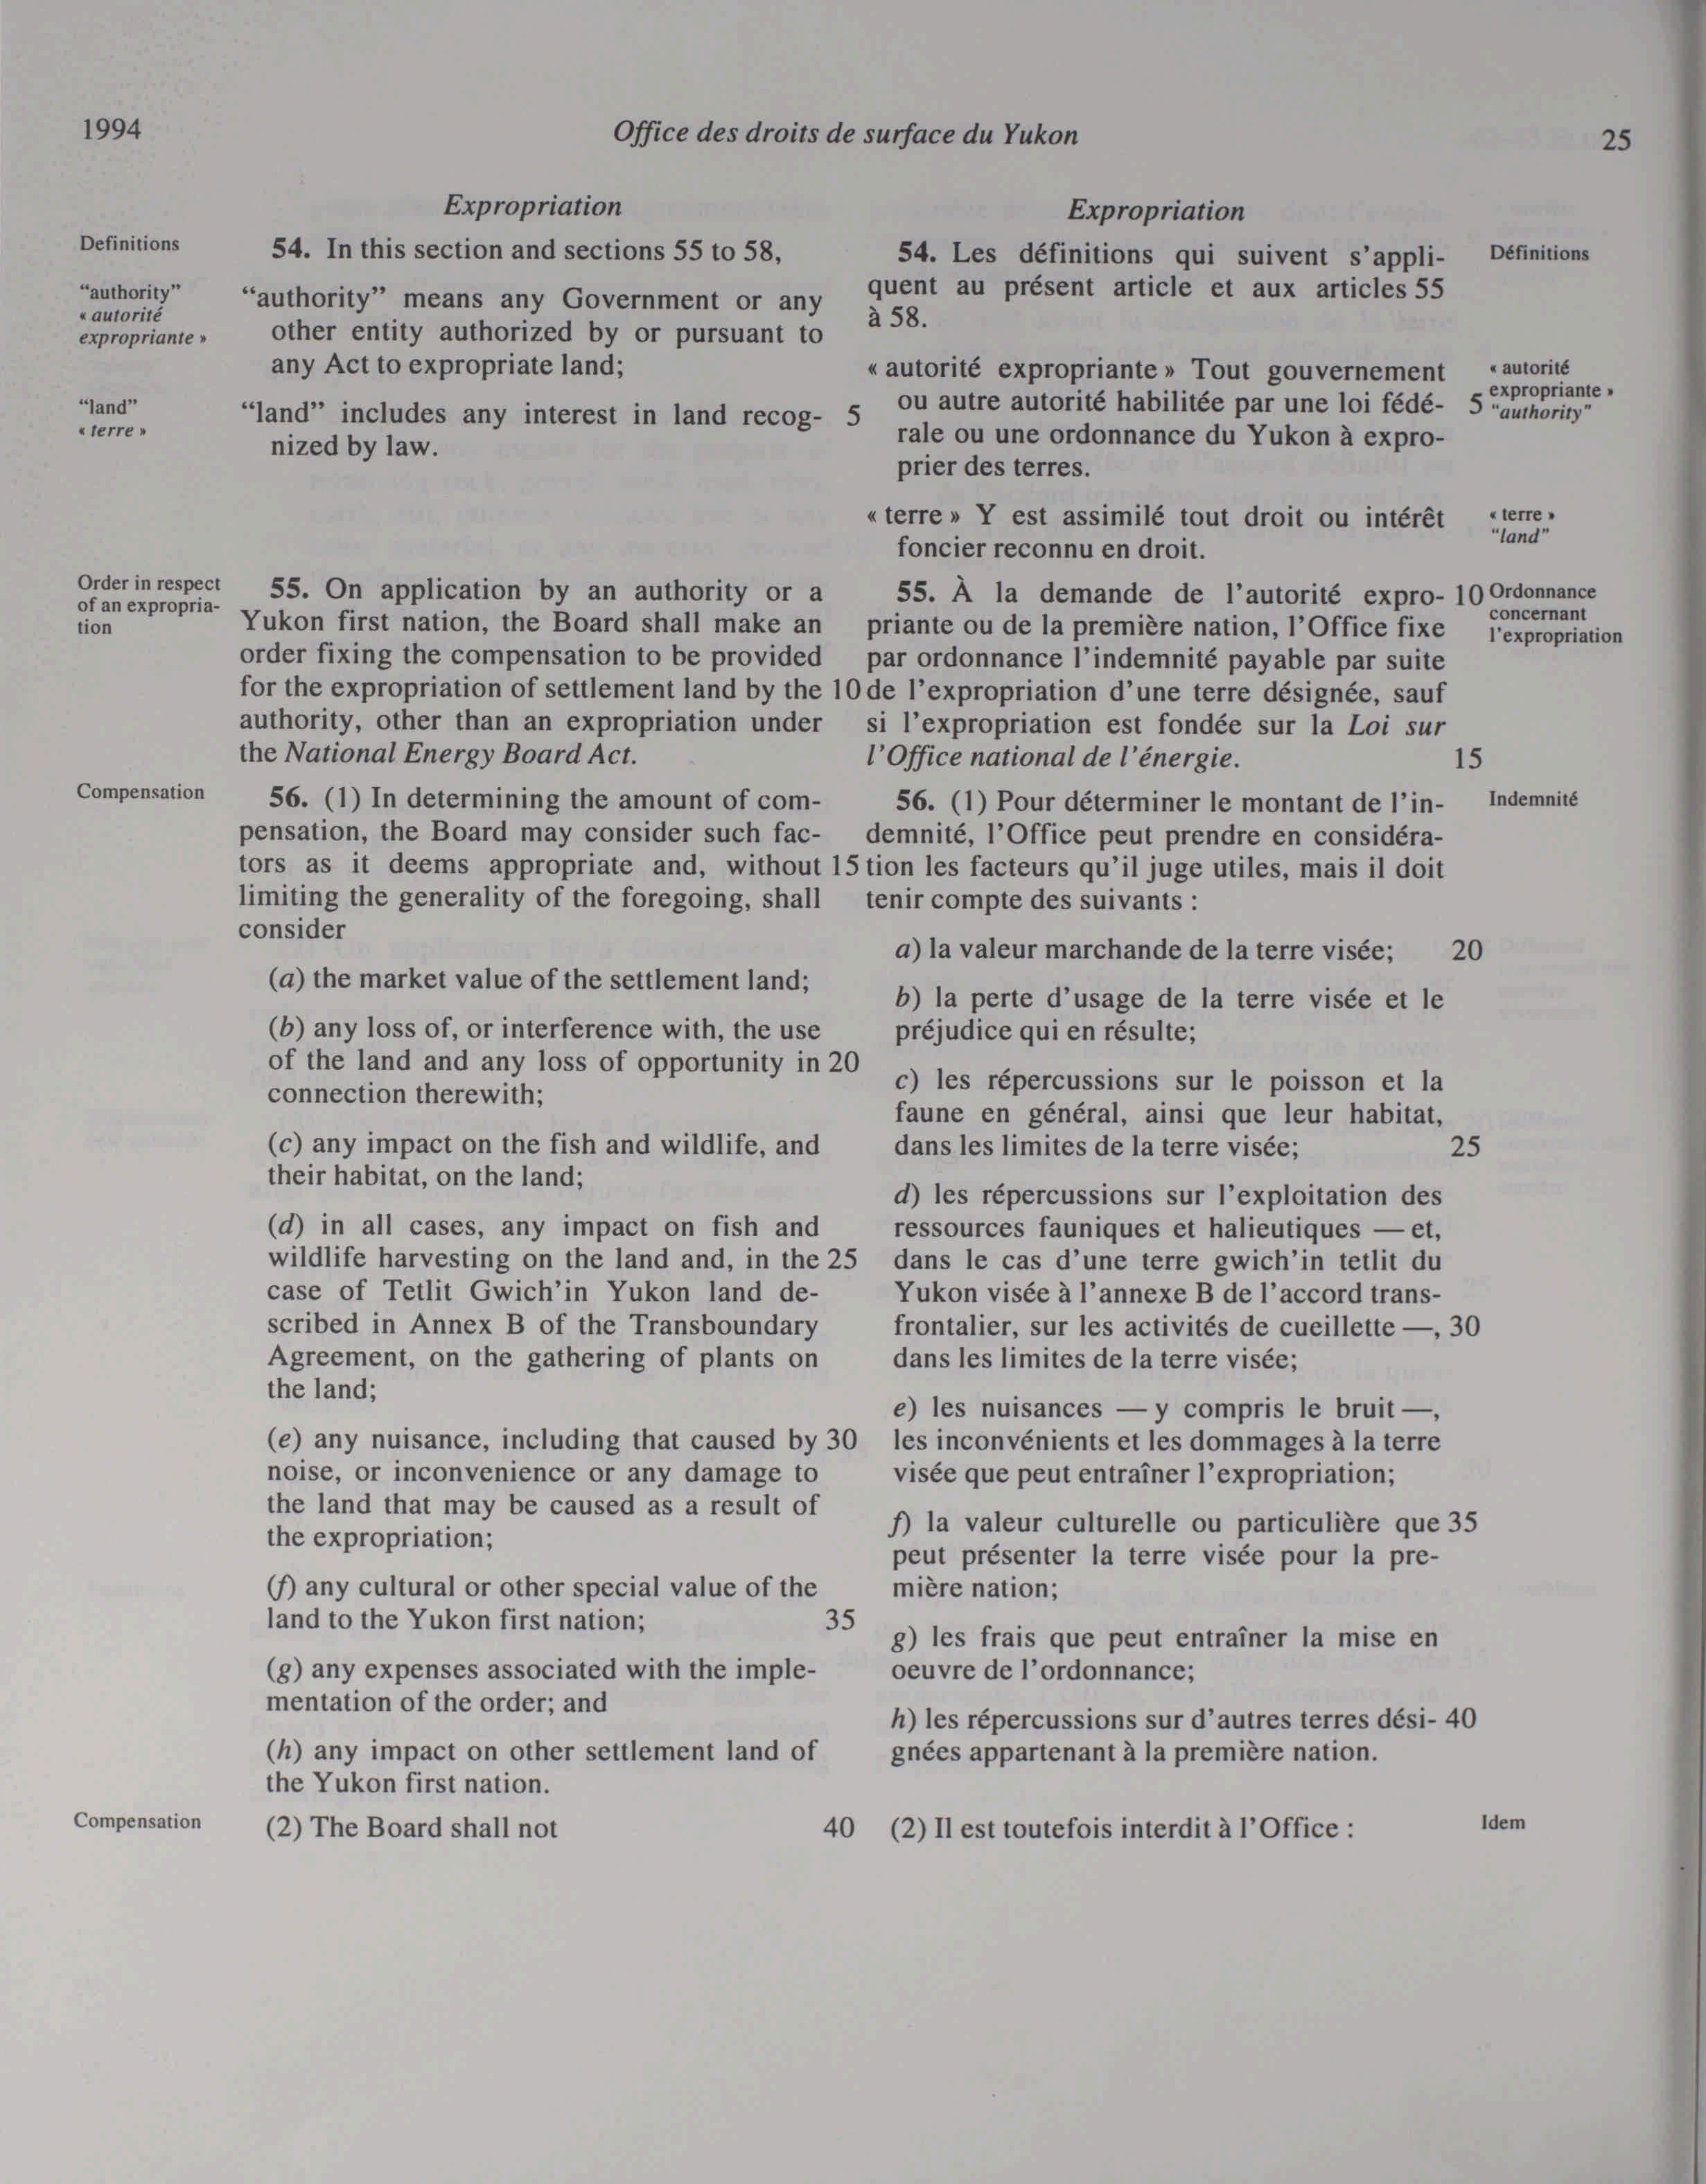 1994
Office des droits de surface du Yukon
25
Expropriation
Definitions
54. In this section and sections 55 to 58,
"authority"
« autorité
expropriante »
“authority” means any Government or any
other entity authorized by or pursuant to
any Act to expropriate land;
"land"
« terre »
“land” includes any interest in land recog- 5
nized by law.
Order in respect
of an expropria-
tion
55. On application by an authority or a
Yukon first nation, the Board shall make an
order fixing the compensation to be provided
for the expropriation of settlement land by the 10
authority, other than an expropriation under
the National Energy Board Act.
Compensation
56. (1) In determining the amount of com-
pensation, the Board may consider such fac-
tors as it deems appropriate and, without 15
limiting the generality of the foregoing, shall
consider
(a) the market value of the settlement land;
(b) any loss of, or interference with, the use
of the land and any loss of opportunity in 20
connection therewith;
(c) any impact on the fish and wildlife, and
their habitat, on the land;
(d) in all cases, any impact on fish and
wildlife harvesting on the land and, in the 25
case of Tetlit Gwich’in Yukon land de-
scribed in Annex B of the Transboundary
Agreement, on the gathering of plants on
the land;
(e) any nuisance, including that caused by 30
noise, or inconvenience or any damage to
the land that may be caused as a result of
the expropriation;
(f) any cultural or other special value of the
land to the Yukon first nation; 35
(g) any expenses associated with the imple-
mentation of the order; and
(h) any impact on other settlement land of
the Yukon first nation.
Compensation
(2) The Board shall not 40
Expropriation
54. Les définitions qui suivent s’appli-
quent au présent article et aux articles 55
à 58.
Définitions
« autorité expropriante » Tout gouvernement
ou autre autorité habilitée par une loi fédé- 5
rale ou une ordonnance du Yukon à expro-
prier des terres.
« autorité
expropriante »
"authority"
« terre » Y est assimilé tout droit ou intérêt
foncier reconnu en droit.
« terre »
"land"
55. À la demande de l’autorité expro- 10
priante ou de la première nation, l’Office fixe
par ordonnance l’indemnité payable par suite
de l’expropriation d’une terre désignée, sauf
si l’expropriation est fondée sur la Loi sur
l’Office national de l’énergie. 15
Ordonnance
concernant
l’expropriation
56. (1) Pour déterminer le montant de l’in-
demnité, l’Office peut prendre en considéra-
tion les facteurs qu’il juge utiles, mais il doit
tenir compte des suivants :
Indemnité
a) la valeur marchande de la terre visée; 20
b) la perte d’usage de la terre visée et le
préjudice qui en résulte;
c) les répercussions sur le poisson et la
faune en général, ainsi que leur habitat,
dans les limites de la terre visée; 25
d) les répercussions sur l’exploitation des
ressources fauniques et halieutiques — et,
dans le cas d’une terre gwich’in tetlit du
Yukon visée à l’annexe B de l’accord trans-
frontalier, sur les activités de cueillette —, 30
dans les limites de la terre visée;
e) les nuisances — y compris le bruit —,
les inconvénients et les dommages à la terre
visée que peut entraîner l’expropriation;
f) la valeur culturelle ou particulière que 35
peut présenter la terre visée pour la pre-
mière nation;
g) les frais que peut entraîner la mise en
oeuvre de l’ordonnance;
h) les répercussions sur d’autres terres dési- 40
gnées appartenant à la première nation.
(2) Il est toutefois interdit à l’Office :
Idem